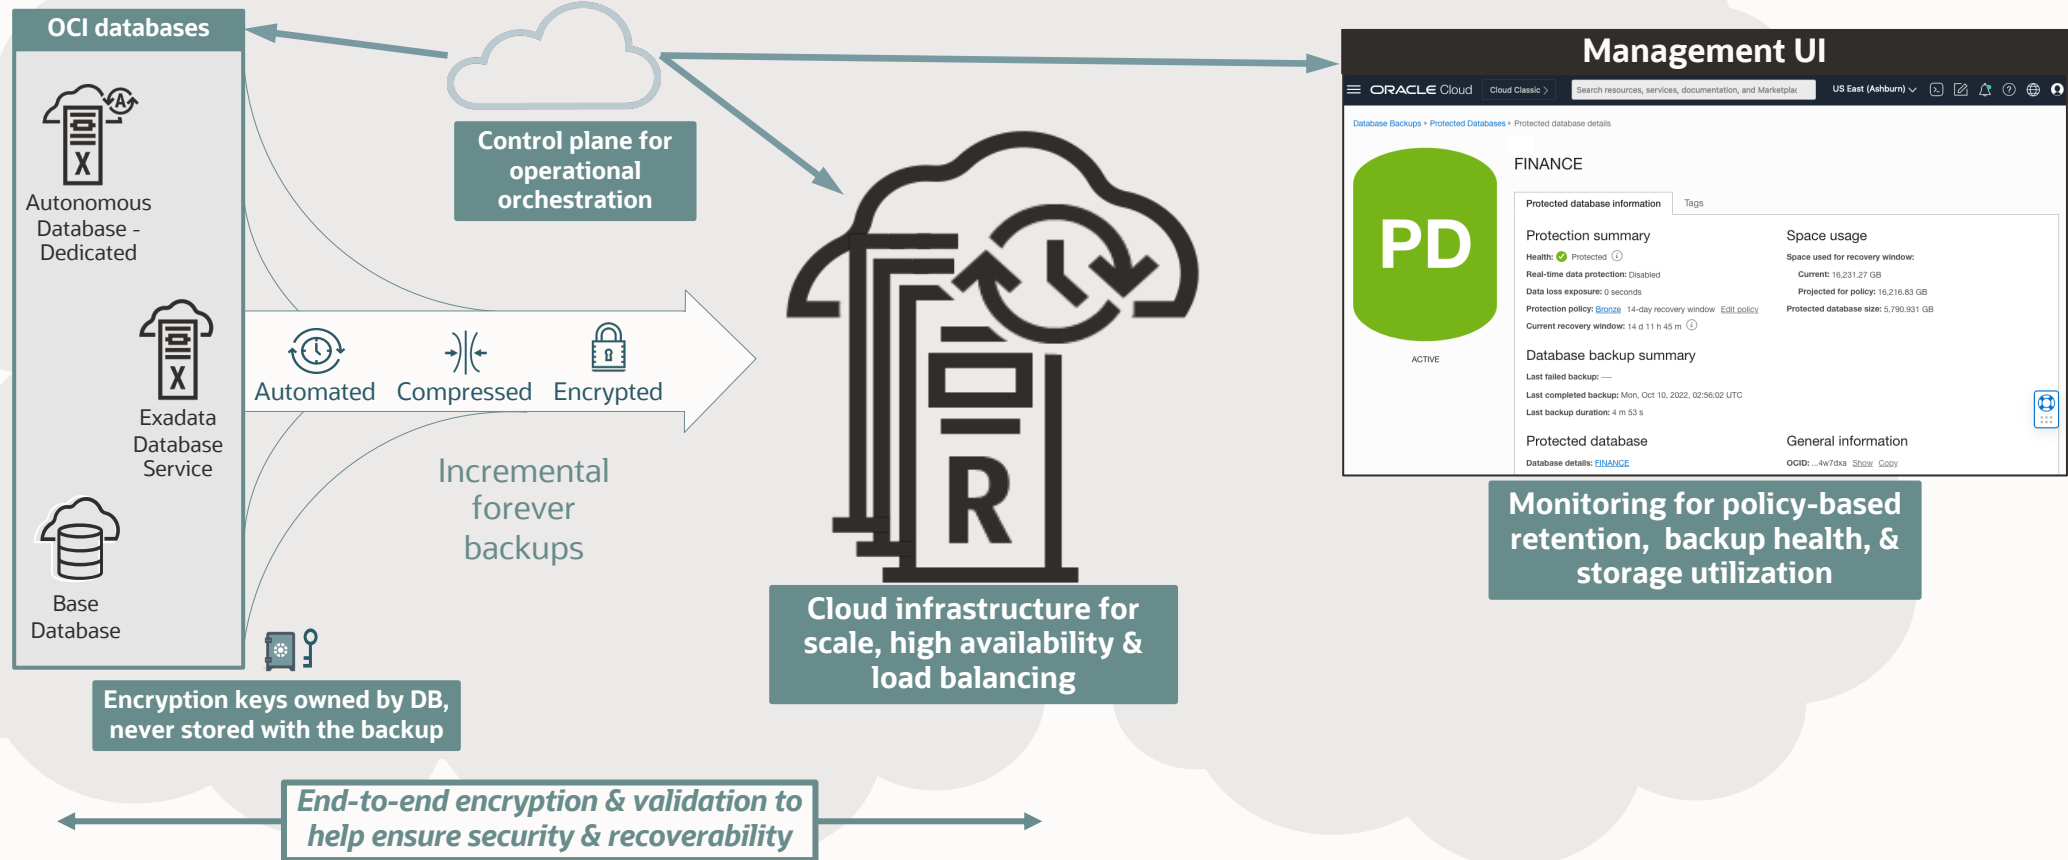 OCI databases
Autonomous
Database -
Dedicated
X
A
Exadata
Database
Service
X
Base
Database
Control plane for
operational
orchestration
Automated
Compressed
Encrypted
Incremental
forever
backups
Encryption keys owned by DB,
never stored with the backup
R
Cloud infrastructure for
scale, high availability &
load balancing
End-to-end encryption & validation to
help ensure security & recoverability
Management UI
ORACLE Cloud
Cloud Classic >
Search resources, services, documentation, and Marketplac
US East (Ashburn)
Database Backups » Protected Databases » Protected database details
PD
ACTIVE
FINANCE
Protected database information
Tags
Protection summary
Health: Protected
Real-time data protection: Disabled
Data loss exposure: 0 seconds
Protection policy: Bronze 14-day recovery window Edit policy
Current recovery window: 14 d 11 h 45 m
Space usage
Space used for recovery window:
Current: 16,231.27 GB
Projected for policy: 16,216.83 GB
Protected database size: 5,790.931 GB
Database backup summary
Last failed backup: —
Last completed backup: Mon, Oct 10, 2022, 02:56:02 UTC
Last backup duration: 4 m 53 s
Protected database
Database details: FINANCE
General information
OCID: ...4w7dxa Show Copy
Monitoring for policy-based
retention, backup health, &
storage utilization